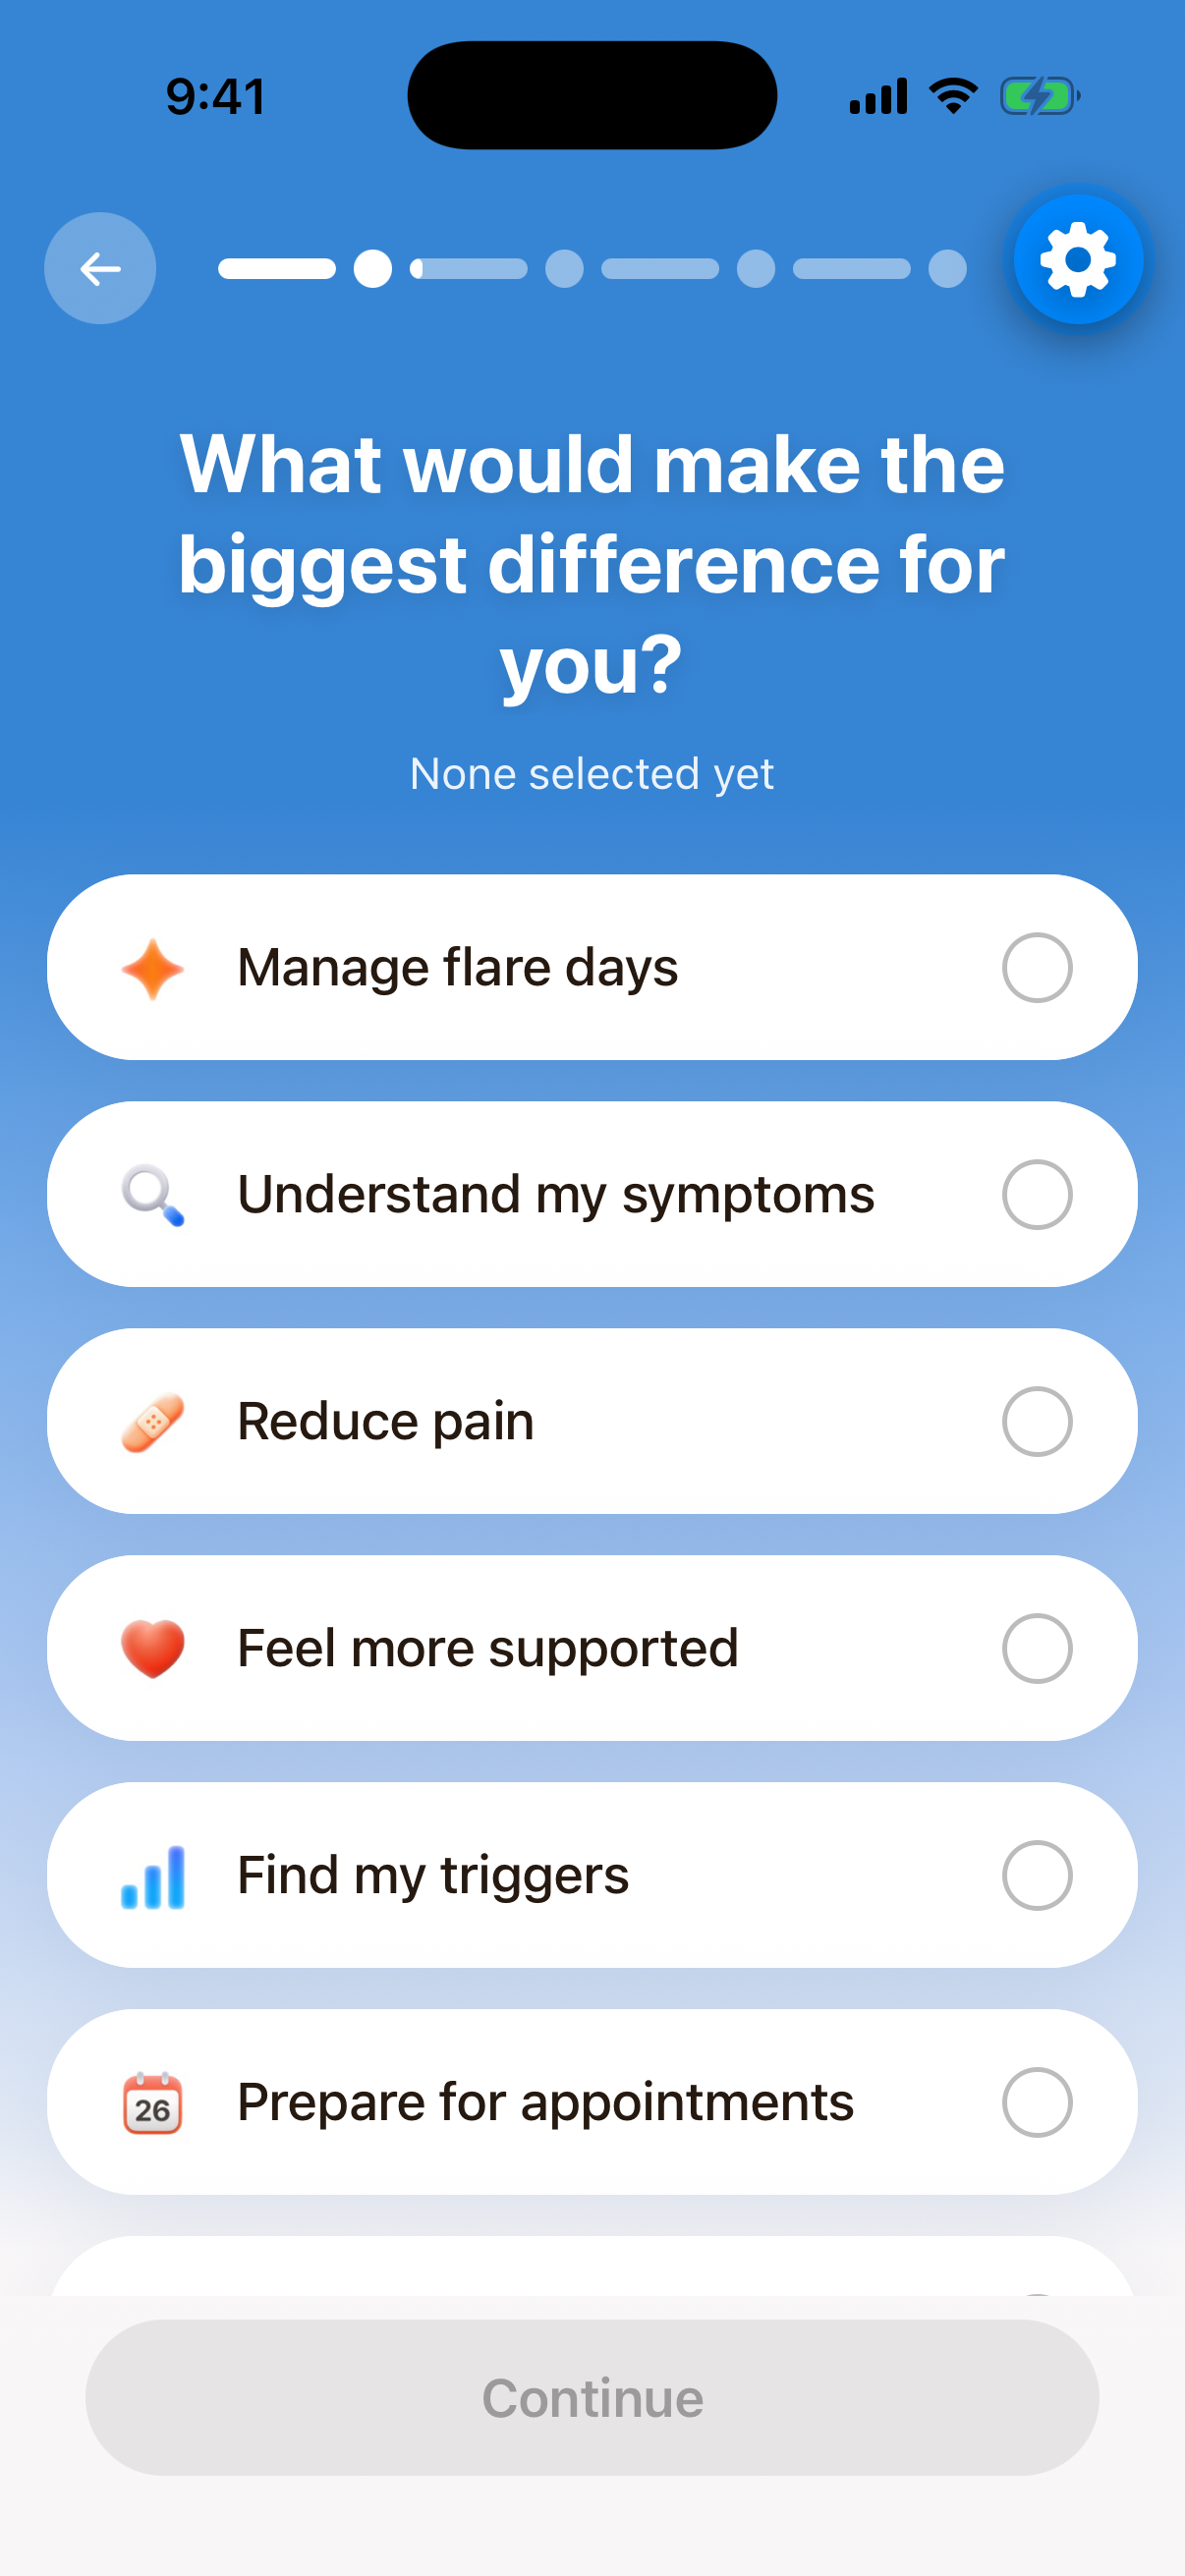 9:41
What would make the
biggest difference for
you?
None selected yet
Manage flare days
Understand my symptoms
Reduce pain
Feel more supported
Find my triggers
26
Prepare for appointments
Continue